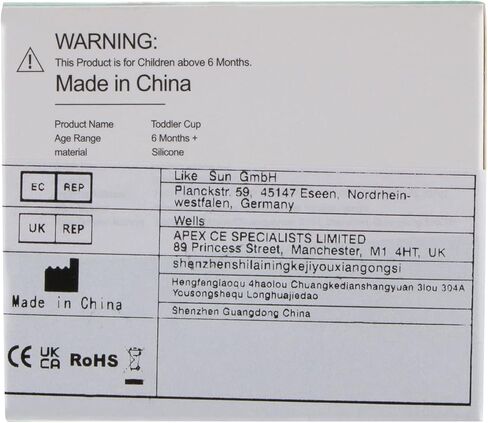 WARNING:
This Product is for Children above 6 Months.
Made in China
Product Name Toddler Cup
Age Range 6 Months +
material Silicone
EC REP
Like Sun GmbH
Planckstr. 59, 45147 Eseen, Nordrhein-
westfalen, Germany
UK REP
Wells
APEX CE SPECIALISTS LIMITED
89 Princess Street, Manchester, M1 4HT, UK
shenzhenshilainingkejiyouxiangongsi
Made in China
Hengfenglaoqu 4haolou Chuangkedianshangyuan 3lou 304A
Yousongshequ Longhuajiedao
Shenzhen Guangdong China
CE UK
CA RoHS